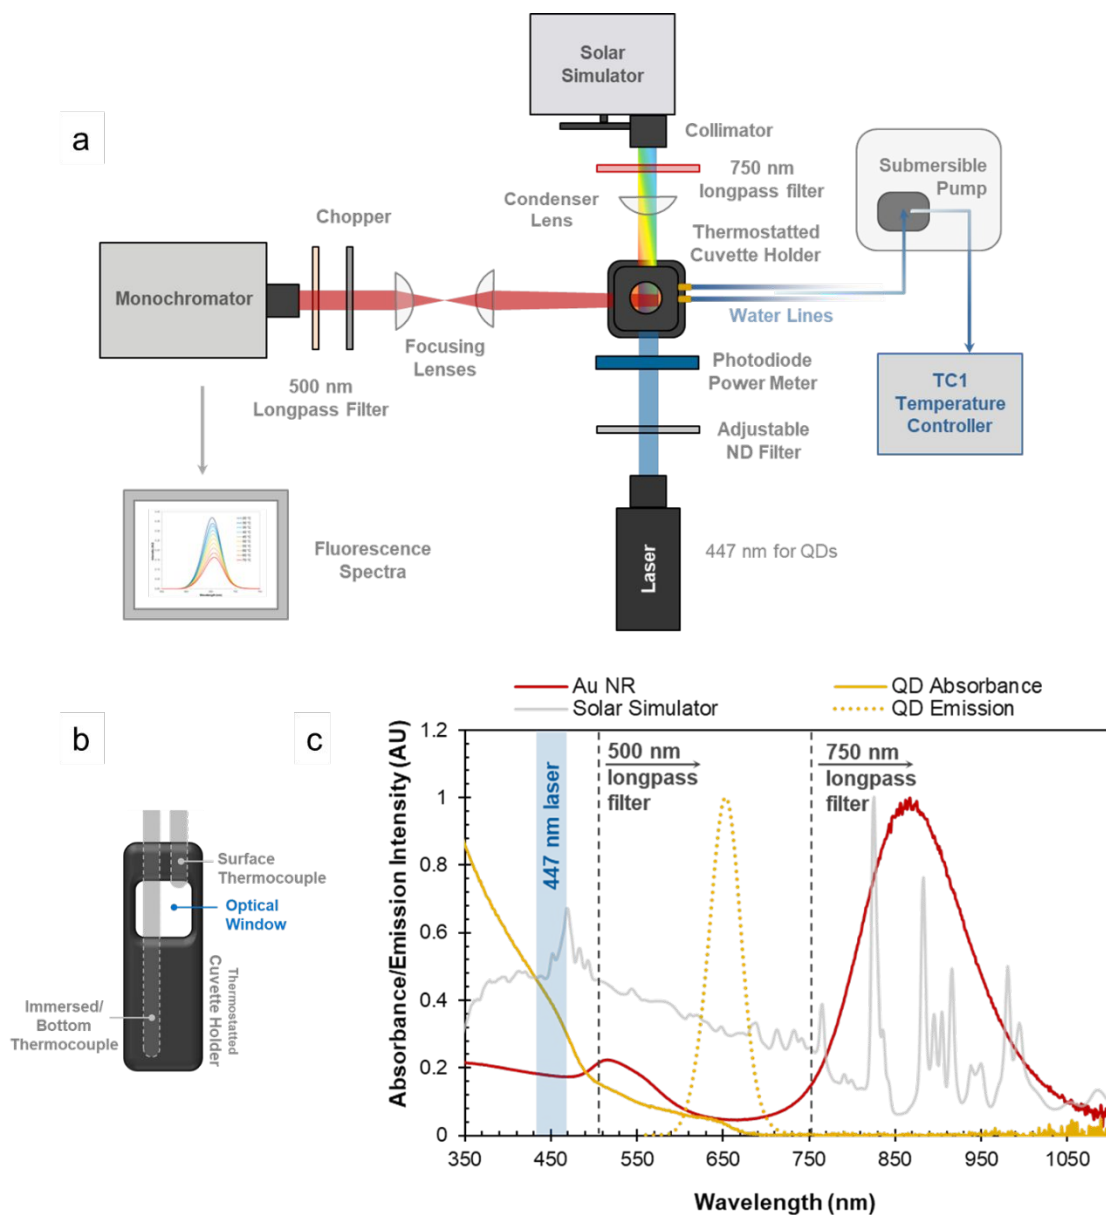 a
Solar
Simulator
Collimator
750 nm
longpass filter
Condenser
Lens
Submersible
Pump
Chopper
Thermostatted
Cuvette Holder
Monochromator
Water Lines
Focusing
Lenses
Photodiode
Power Meter
500 nm
Longpass Filter
TC1
Temperature
Controller
Adjustable
ND Filter
Fluorescence
Spectra
Laser
447 nm for QDs
b
Surface
Thermocouple
Optical
Window
Immersed/
Bottom
Thermocouple
Thermostatted
Cuvette Holder
c
Au NR
QD Absorbance
Solar Simulator
QD Emission
1.2
1
0.8
0.6
0.4
0.2
0
Absorbance/Emission Intensity (AU)
447 nm laser
500 nm
longpass
filter
750 nm
longpass
filter
350 450 550 650 750 850 950 1050
Wavelength (nm)